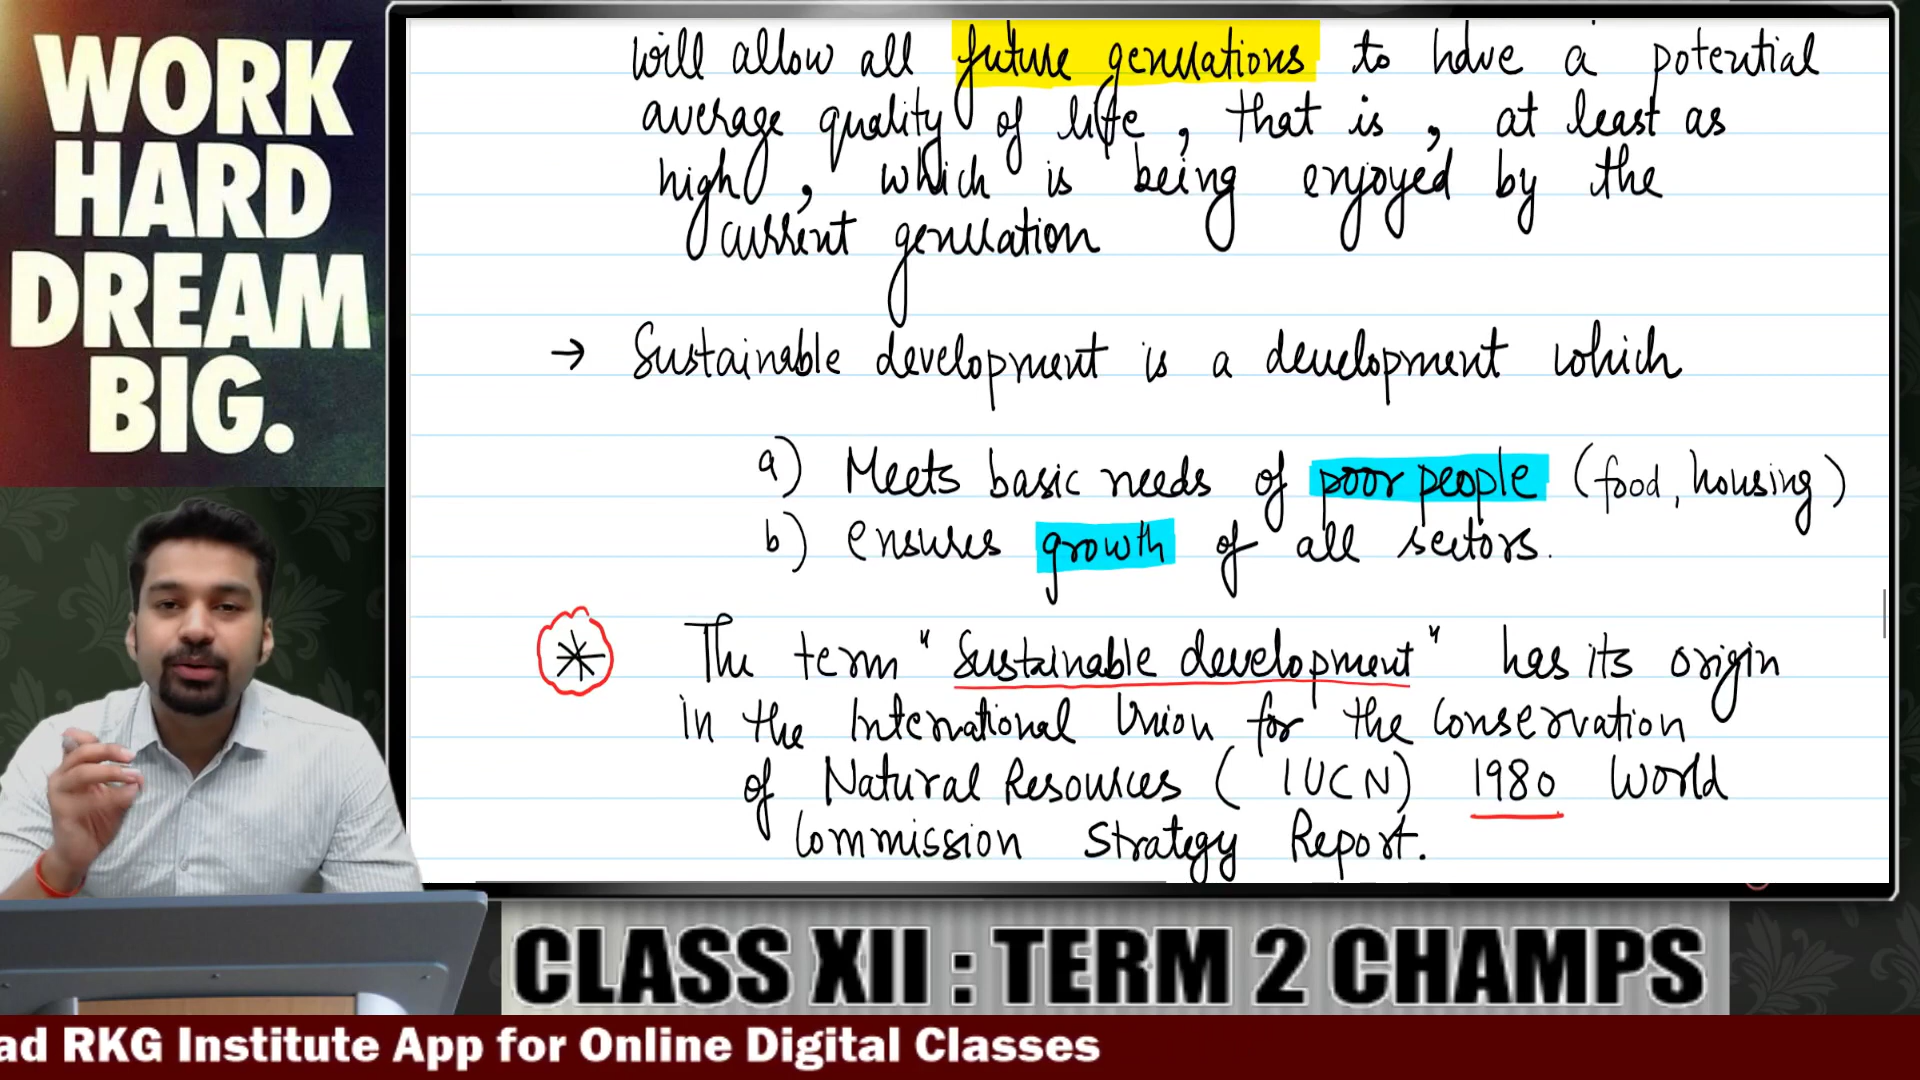 WORK
HARD
DREAM
BIG.
will allow all future generations to have a potential
average quality of life, that is, at least as
high, which is being enjoyed by the
current generation
→ Sustainable development is a development which
a) Meets basic needs of poor people (food, housing)
b) ensures growth of all sectors.
* The term "Sustainable development" has its origin
in the International Union for the Conservation
of Natural Resources (IUCN) 1980 World
Commission Strategy Report.
CLASS XII : TERM 2 CHAMPS
ad RKG Institute App for Online Digital Classes